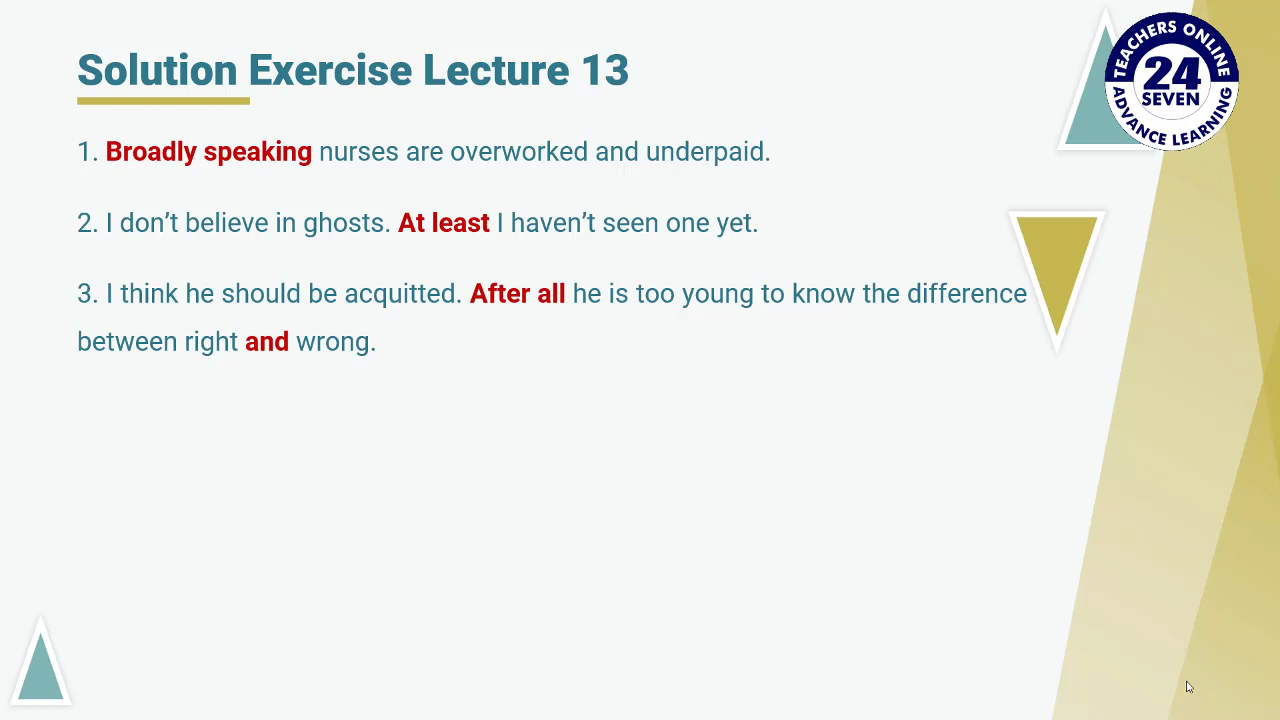 Solution Exercise Lecture 13
TEACHERS ONLINE
24
SEVEN
ADVANCE LEARNING
1. Broadly speaking nurses are overworked and underpaid.
2. I don’t believe in ghosts. At least I haven’t seen one yet.
3. I think he should be acquitted. After all he is too young to know the difference
between right and wrong.